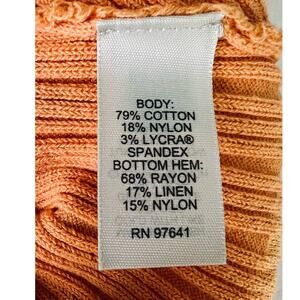 BODY:
79% COTTON
18% NYLON
3% LYCRA®
SPANDEX
BOTTOM HEM:
68% RAYON
17% LINEN
15% NYLON
RN 97641